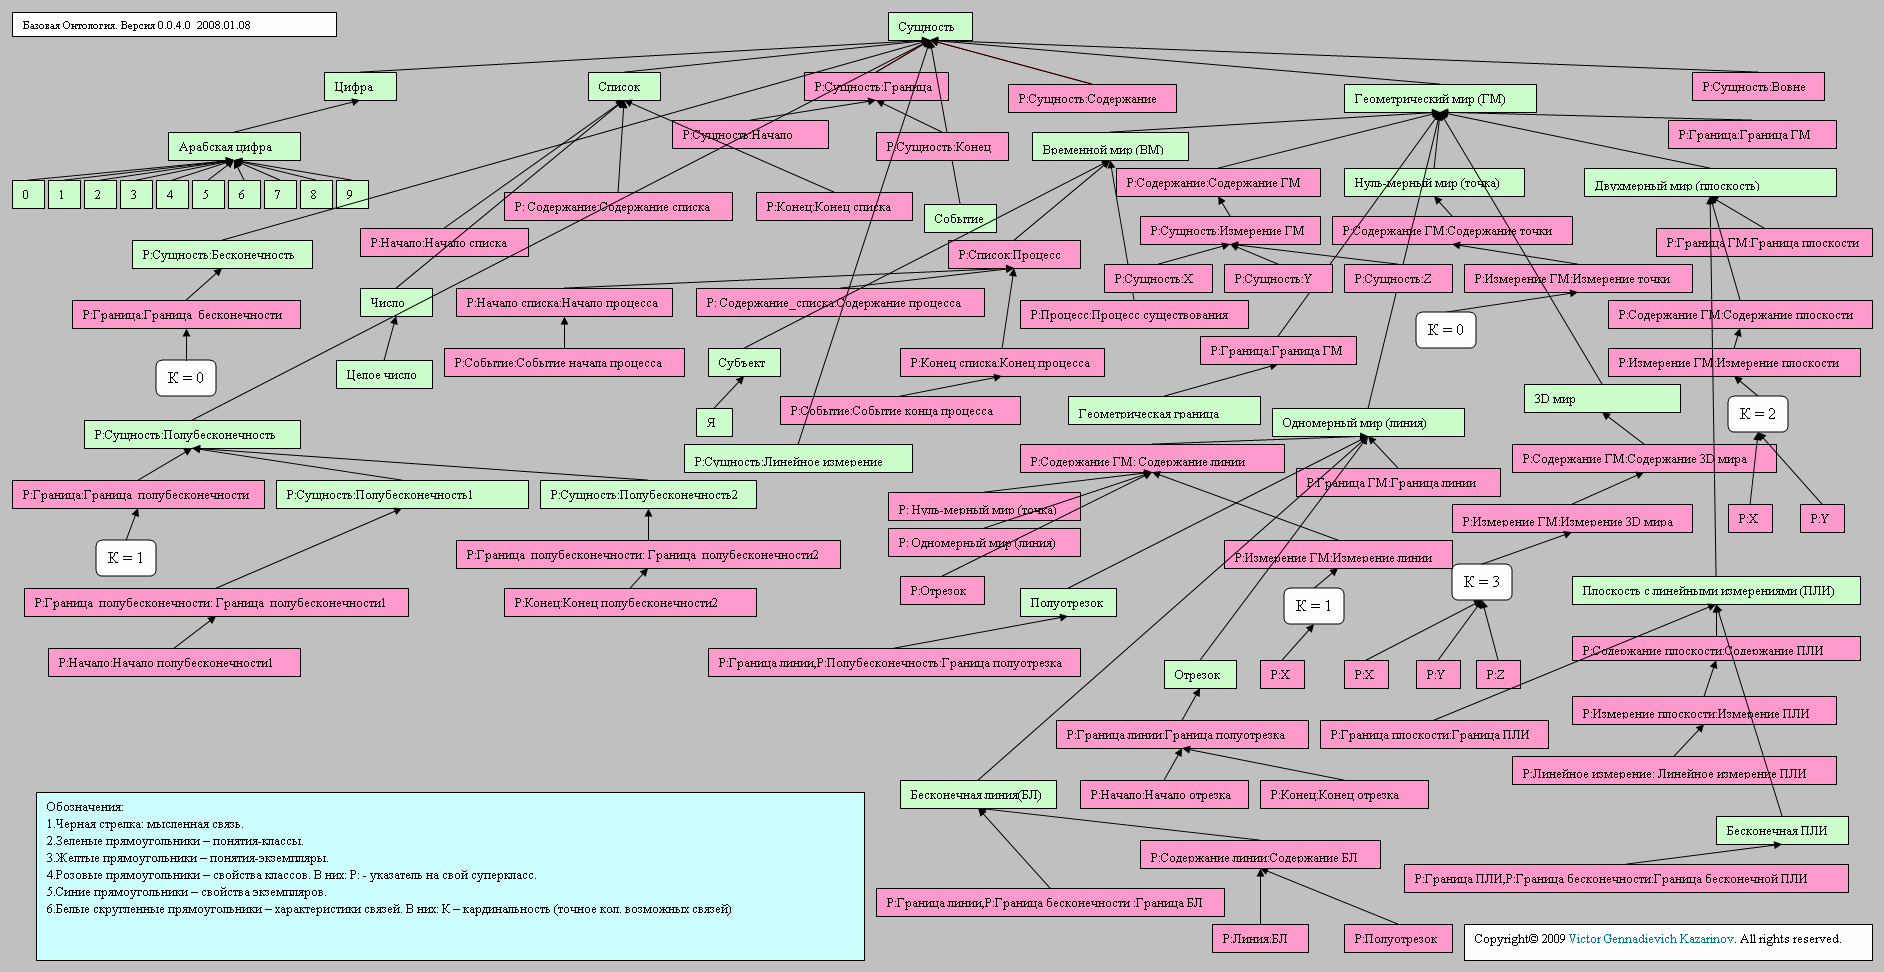 Базовая Онтология. Версия 0.0.4.0 2008.01.08
Сущность
Цифра
Список
Р:Сущность:Граница
Р:Сущность:Содержание
Геометрический мир (ГМ)
Р:Сущность:Вовне
Арабская цифра
Р:Сущность:Начало
Р:Сущность:Конец
Временной мир (ВМ)
Р:Граница:Граница ГМ
0
1
2
3
4
5
6
7
8
9
Р: Содержание:Содержание списка
Р:Конец:Конец списка
Событие
Р:Содержание:Содержание ГМ
Нуль-мерный мир (точка)
Двухмерный мир (плоскость)
Р:Начало:Начало списка
Р:Сущность:Измерение ГМ
Р:Содержание ГМ:Содержание точки
Р:Граница ГМ:Граница плоскости
Р:Сущность:Бесконечность
Р:Список:Процесс
Р:Сущность:X
Р:Сущность:Y
Р:Сущность:Z
Р:Измерение ГМ:Измерение точки
Р:Граница:Граница бесконечности
Число
Р:Начало списка:Начало процесса
Р: Содержание_списка:Содержание процесса
Р:Процесс:Процесс существования
К = 0
Р:Содержание ГМ:Содержание плоскости
К = 0
Целое число
Р:Событие:Событие начала процесса
Субъект
Р:Конец списка:Конец процесса
Р:Граница:Граница ГМ
Р:Измерение ГМ:Измерение плоскости
Р:Сущность:Полубесконечность
Я
Р:Событие:Событие конца процесса
Геометрическая граница
Одномерный мир (линия)
3D мир
К = 2
Р:Сущность:Линейное измерение
Р:Содержание ГМ: Содержание линии
Р:Содержание ГМ:Содержание 3D мира
Р:Граница:Граница полубесконечности
Р:Сущность:Полубесконечность1
Р:Сущность:Полубесконечность2
Р: Нуль-мерный мир (точка)
Р:Граница ГМ:Граница линии
Р:Измерение ГМ:Измерение 3D мира
Р:X
Р:Y
К = 1
Р:Граница полубесконечности: Граница полубесконечности2
Р: Одномерный мир (линия)
Р:Измерение ГМ:Измерение линии
Р:Граница полубесконечности: Граница полубесконечности1
Р:Конец:Конец полубесконечности2
Р:Отрезок
Полуотрезок
К = 1
К = 3
Плоскость с линейными измерениями (ПЛИ)
Р:Начало:Начало полубесконечности1
Р:Граница линии,Р:Полубесконечность:Граница полуотрезка
Отрезок
Р:X
Р:X
Р:Y
Р:Z
Р:Содержание плоскости:Содержание ПЛИ
Р:Граница линии:Граница полуотрезка
Р:Граница плоскости:Граница ПЛИ
Р:Измерение плоскости:Измерение ПЛИ
Бесконечная линия(БЛ)
Р:Начало:Начало отрезка
Р:Конец:Конец отрезка
Р:Линейное измерение: Линейное измерение ПЛИ
Бесконечная ПЛИ
Р:Содержание линии:Содержание БЛ
Р:Граница ПЛИ,Р:Граница бесконечности:Граница бесконечной ПЛИ
Р:Граница линии,Р:Граница бесконечности :Граница БЛ
Р:Линия:БЛ
Р:Полуотрезок
Обозначения:
1.Черная стрелка: мысленная связь.
2.Зеленые прямоугольники – понятия-классы.
3.Желтые прямоугольники – понятия-экземпляры.
4.Розовые прямоугольники – свойства классов. В них: Р: - указатель на свой суперкласс.
5.Синие прямоугольники – свойства экземпляров.
6.Белые скругленные прямоугольники – характеристики связей. В них: К – кардинальность (точное кол. возможных связей)
Copyright© 2009 Victor Gennadievich Kazarinov. All rights reserved.